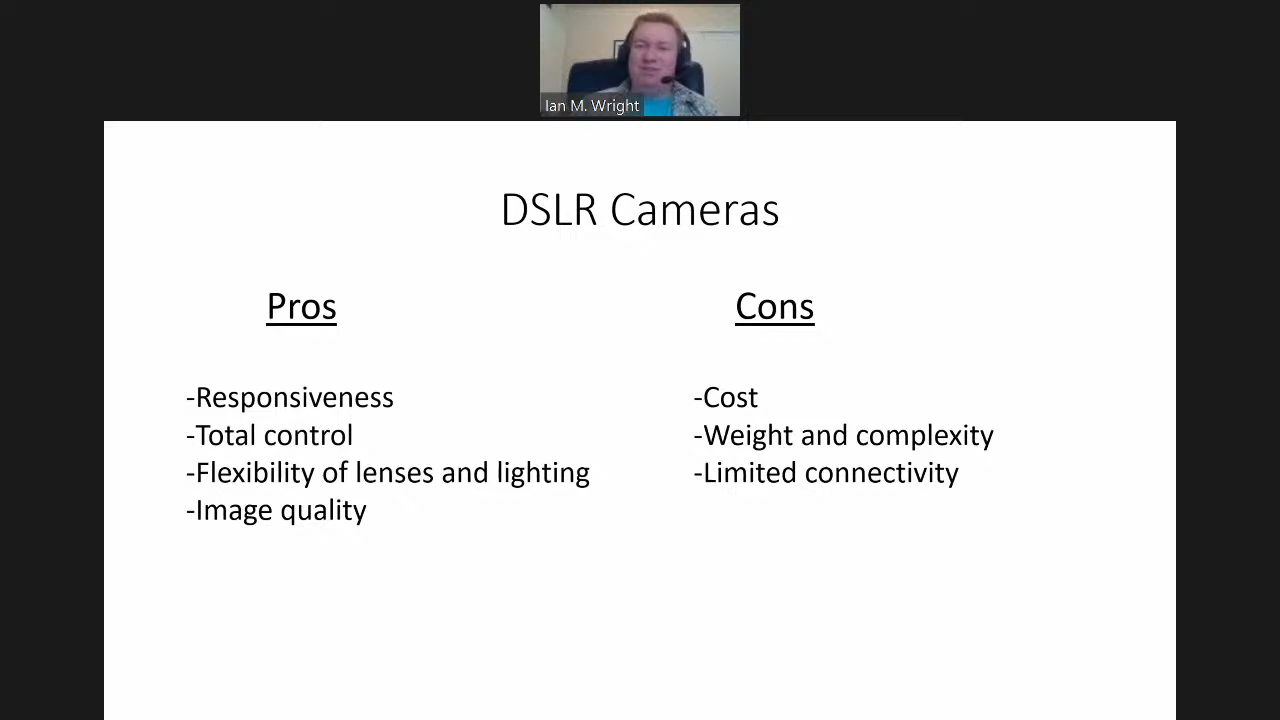 Ian M. Wright
DSLR Cameras
Pros
Cons
-Responsiveness
-Total control
-Flexibility of lenses and lighting
-Image quality
-Cost
-Weight and complexity
-Limited connectivity